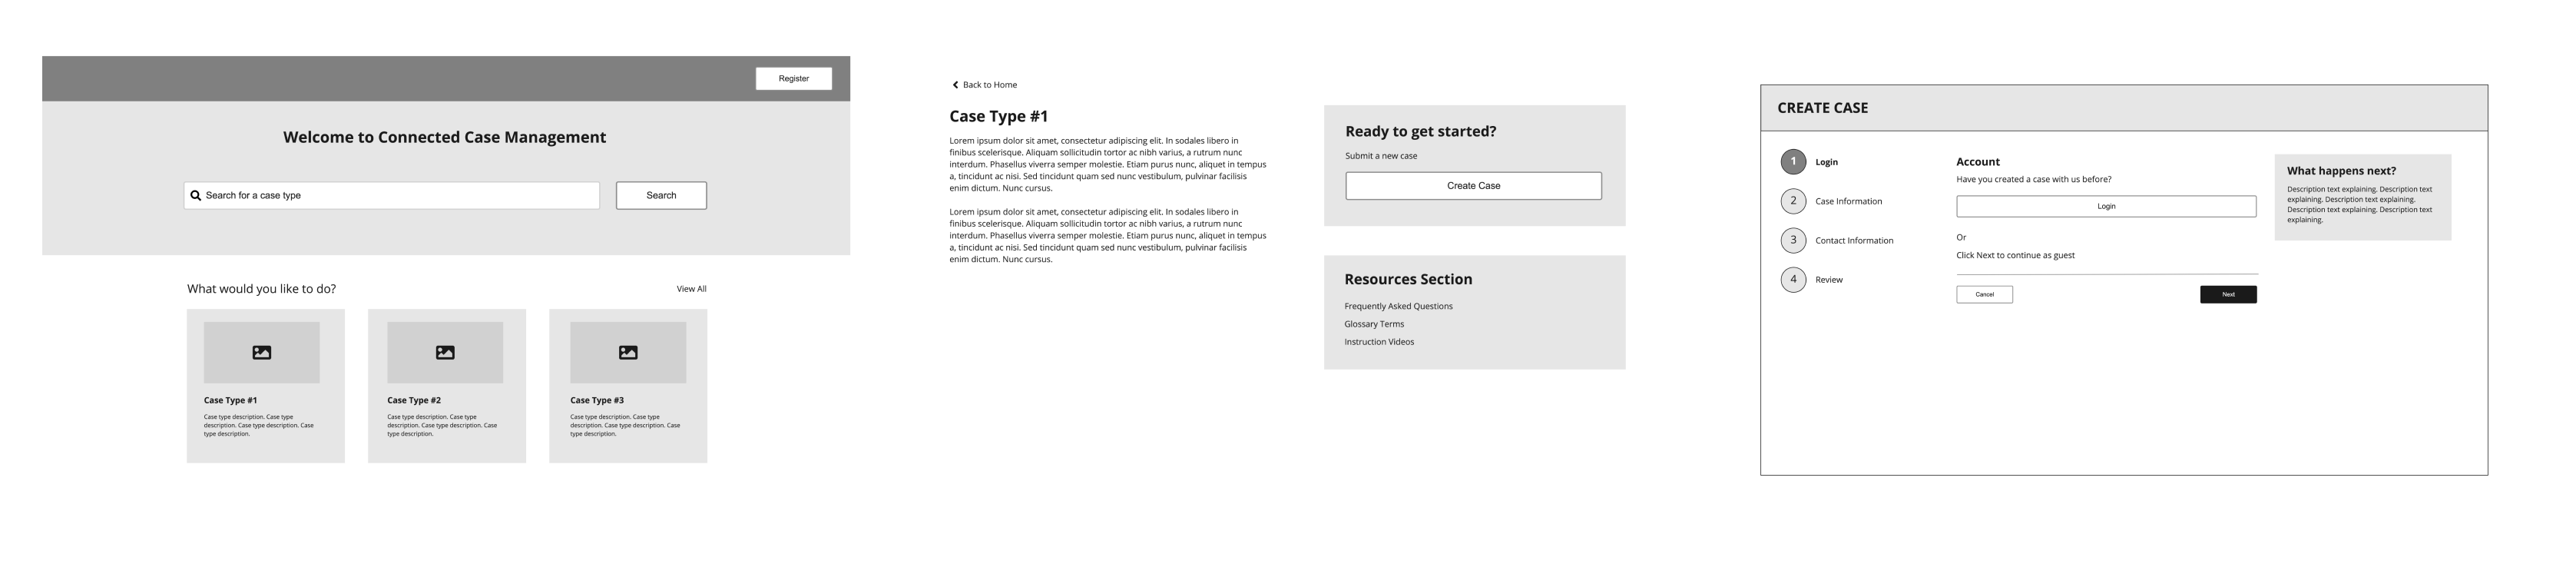 Register
Welcome to Connected Case Management
Search for a case type
Search
What would you like to do?
View All
Case Type #1
Case type description. Case type
description. Case type description. Case
type description.
Case Type #2
Case type description. Case type
description. Case type description. Case
type description.
Case Type #3
Case type description. Case type
description. Case type description. Case
type description.
Back to Home
Case Type #1
Lorem ipsum dolor sit amet, consectetur adipiscing elit. In sodales libero in
finibus scelerisque. Aliquam sollicitudin tortor ac nibh varius, a rutrum nunc
interdum. Phasellus viverra semper molestie. Etiam purus nunc, aliquet in tempus
a, tincidunt ac nisi. Sed tincidunt quam sed nunc vestibulum, pulvinar facilisis
enim dictum. Nunc cursus.
Lorem ipsum dolor sit amet, consectetur adipiscing elit. In sodales libero in
finibus scelerisque. Aliquam sollicitudin tortor ac nibh varius, a rutrum nunc
interdum. Phasellus viverra semper molestie. Etiam purus nunc, aliquet in tempus
a, tincidunt ac nisi. Sed tincidunt quam sed nunc vestibulum, pulvinar facilisis
enim dictum. Nunc cursus.
Ready to get started?
Submit a new case
Create Case
Resources Section
Frequently Asked Questions
Glossary Terms
Instruction Videos
CREATE CASE
1 Login
2 Case Information
3 Contact Information
4 Review
Account
Have you created a case with us before?
Login
Or
Click Next to continue as guest
Cancel
Next
What happens next?
Description text explaining. Description text
explaining. Description text explaining.
Description text explaining. Description text
explaining.